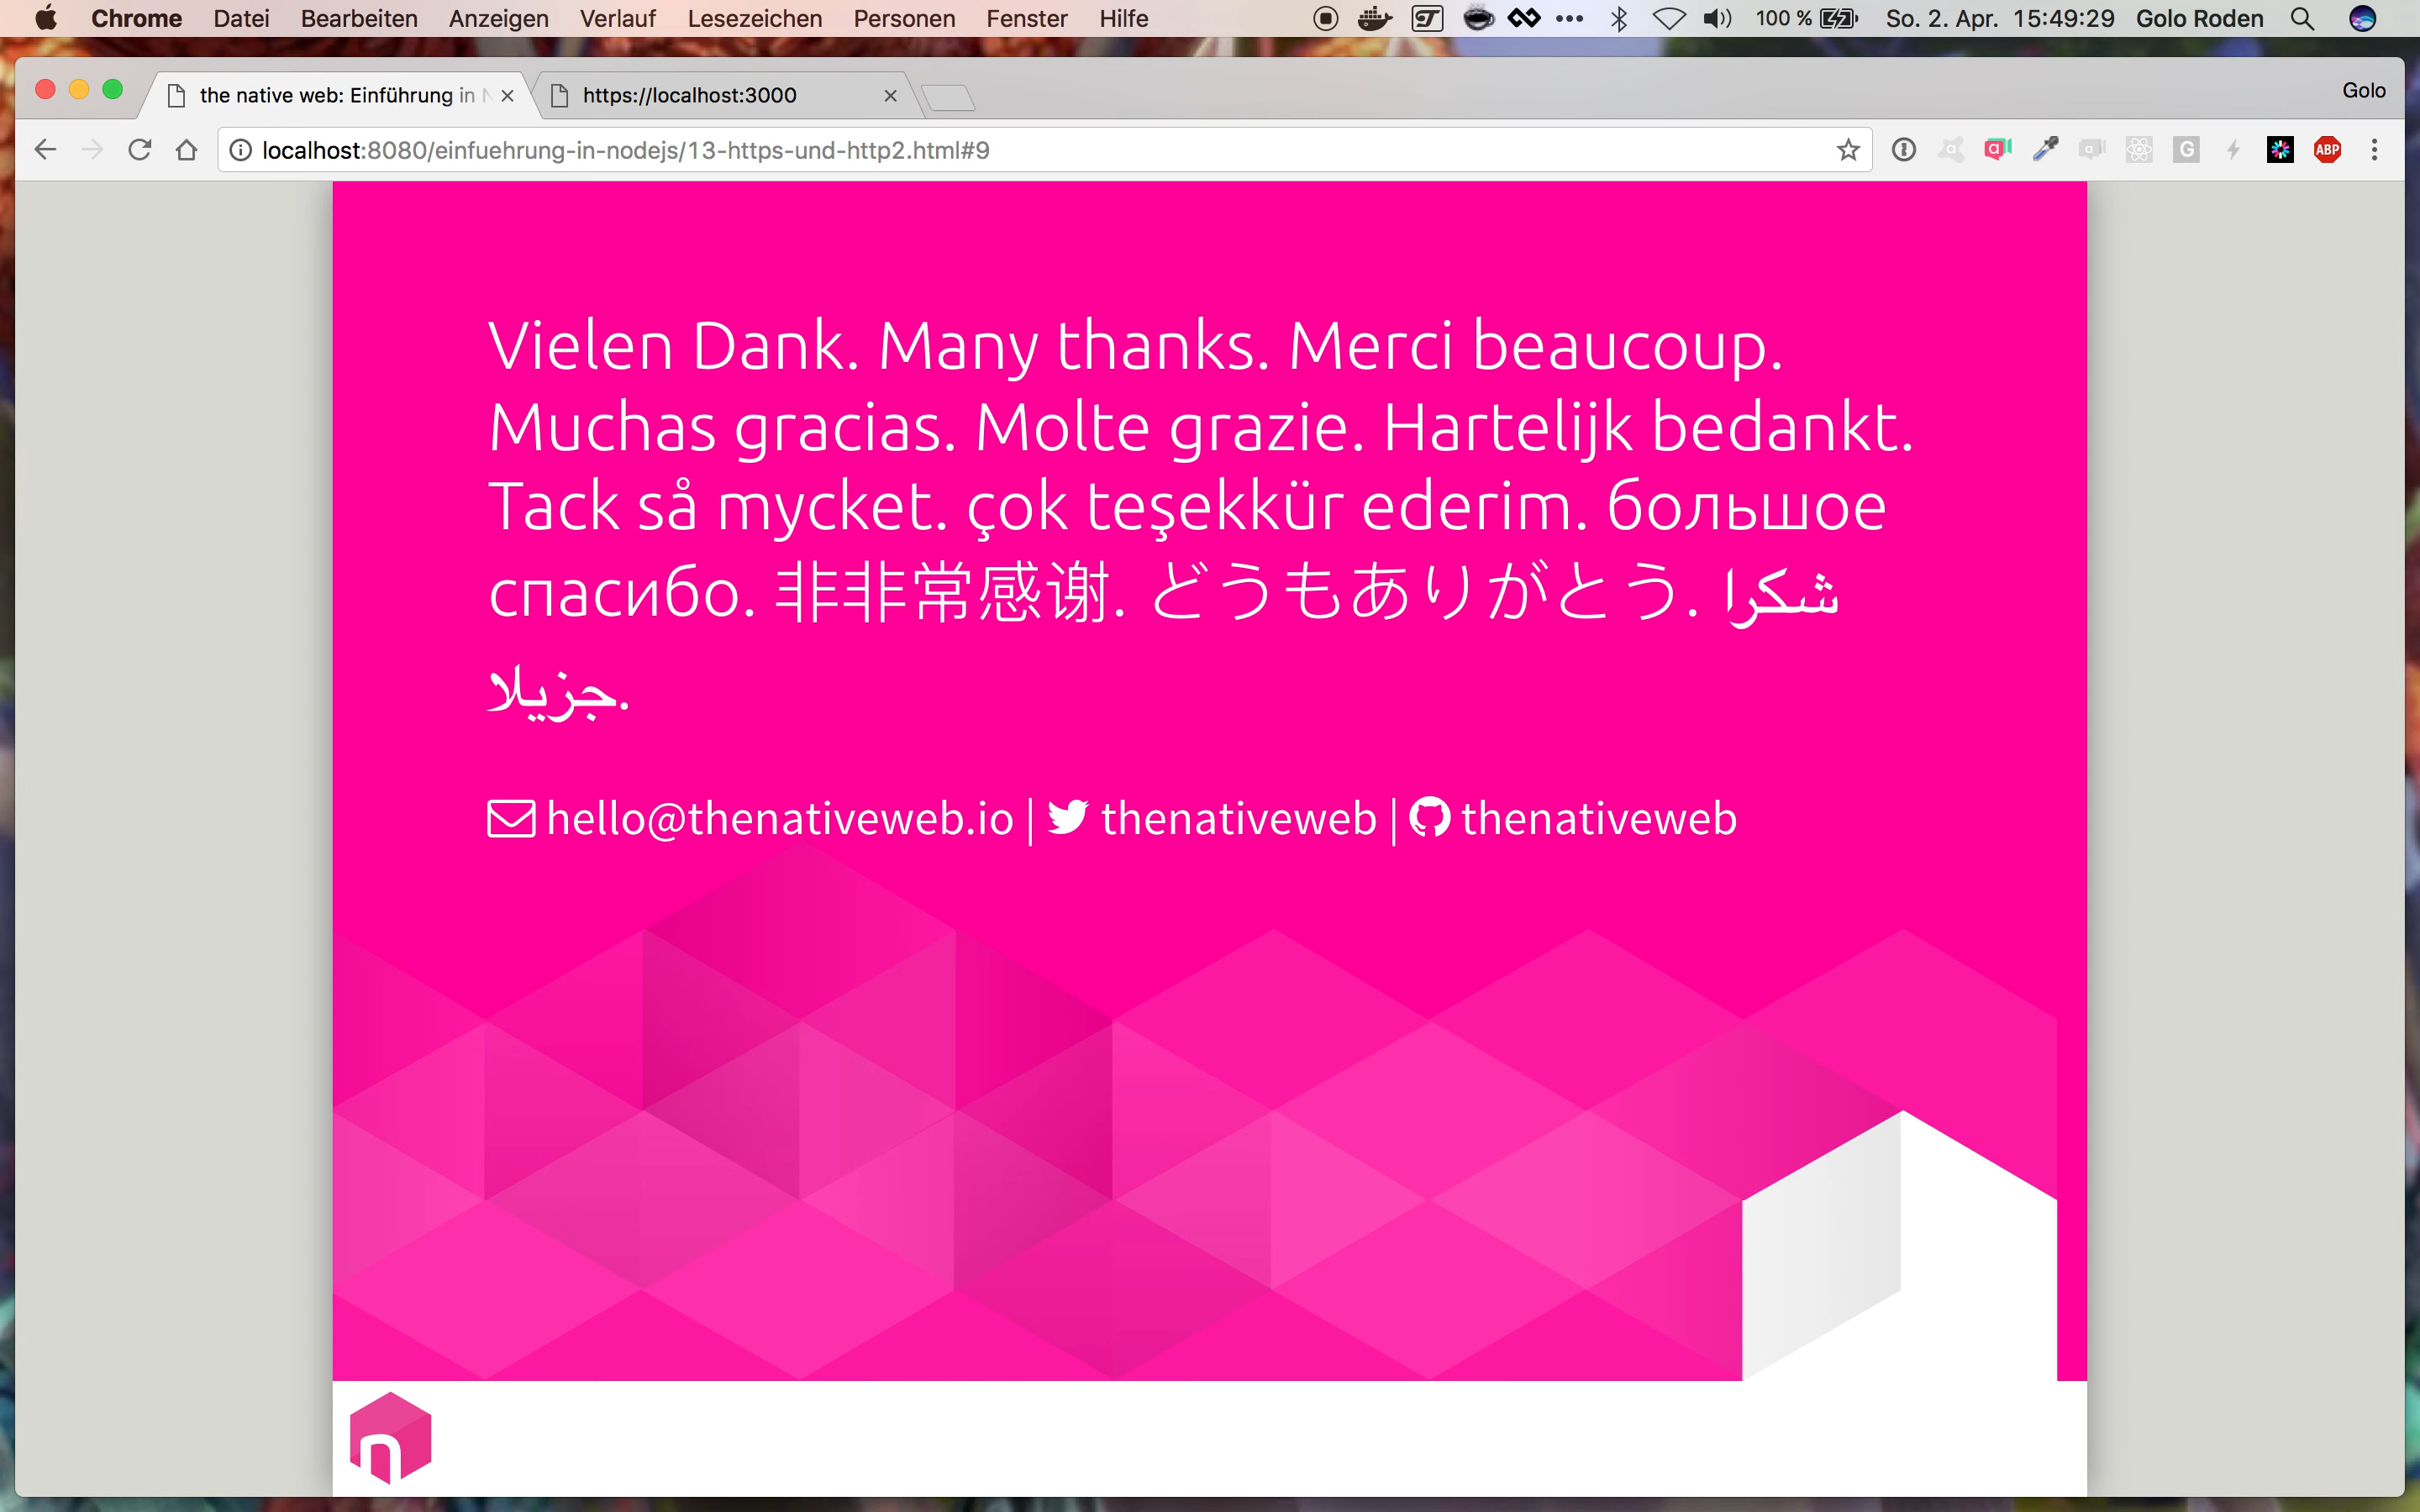 Chrome Datei Bearbeiten Anzeigen Verlauf Lesezeichen Personen Fenster Hilfe 100 % So. 2. Apr. 15:49:29 Golo Roden
the native web: Einführung in https://localhost:3000 Golo
localhost:8080/einfuehrung-in-nodejs/13-https-und-http2.html#9 a a a G ABP
Vielen Dank. Many thanks. Merci beaucoup.
Muchas gracias. Molte grazie. Hartelijk bedankt.
Tack så mycket. çok teşekkür ederim. большое
спасибо. 非非常感谢. どうもありがとう. شكرا
جزيلا.
hello@thenativeweb.io | thenativeweb | thenativeweb
n